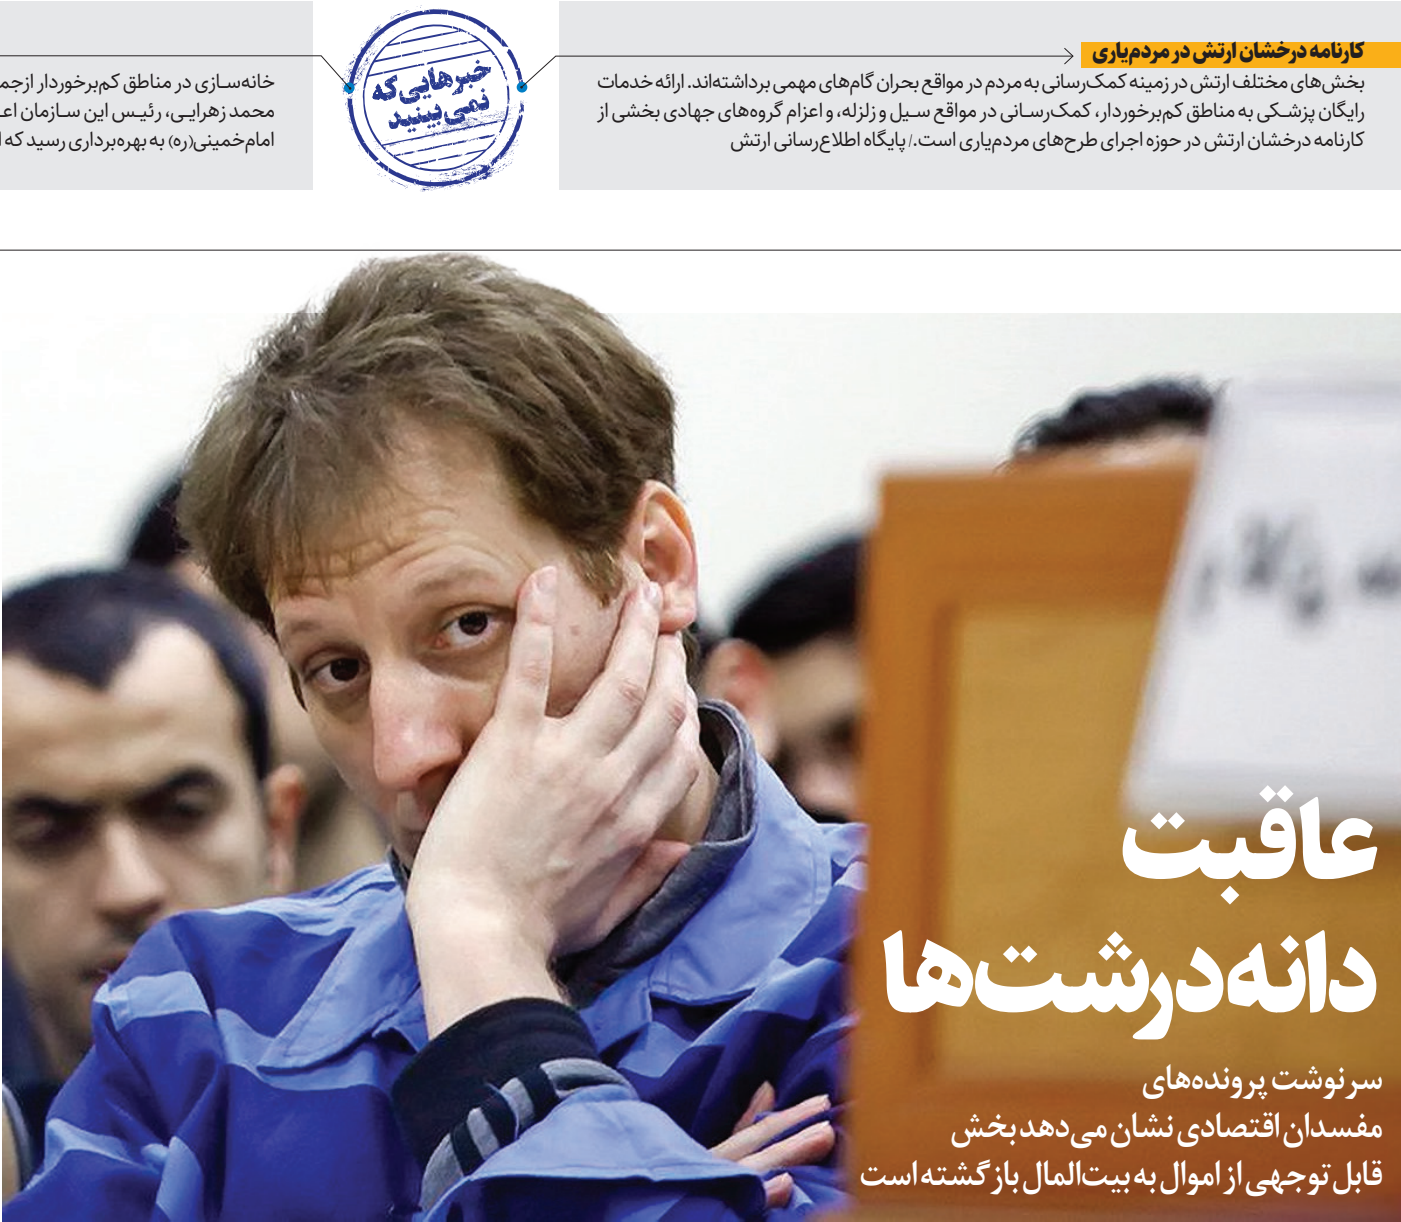 کارنامه درخشان ارتش در مردم‌یاری
بخش‌های مختلف ارتش در زمینه کمک‌رسانی به مردم در مواقع بحران گام‌های مهمی برداشته‌اند. ارائه خدمات
رایگان پزشکی به مناطق کم‌برخوردار، کمک‌رسانی در مواقع سیل و زلزله، و اعزام گروه‌های جهادی بخشی از
کارنامه درخشان ارتش در حوزه اجرای طرح‌های مردم‌یاری است./ پایگاه اطلاع‌رسانی ارتش
خبرهایی که
نمی‌بینید
خانه‌سازی در مناطق کم‌برخوردار
محمد زهرایی، رئیس این سازمان
امام‌خمینی(ره) به بهره‌برداری رسید که
عاقبت
دانه‌درشت‌ها
سرنوشت پرونده‌های
مفسدان اقتصادی نشان می‌دهد بخش
قابل توجهی از اموال به بیت‌المال بازگشته است